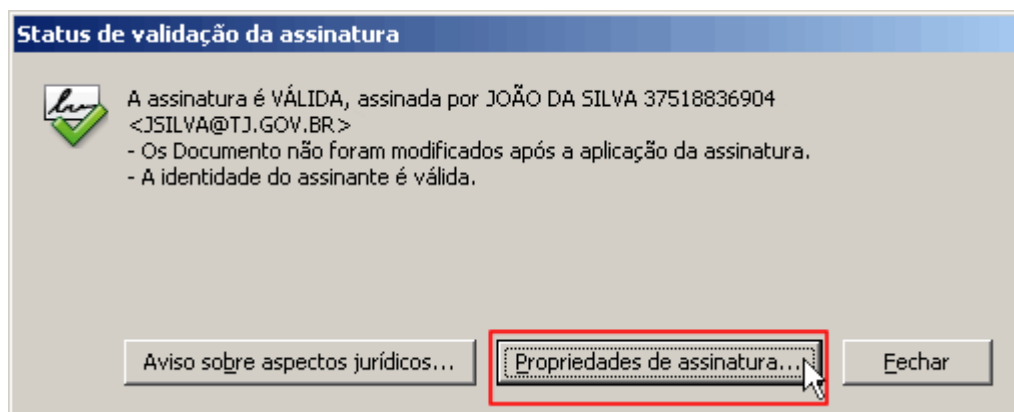 Status de validação da assinatura
A assinatura é VÁLIDA, assinada por JOÃO DA SILVA 37518836904
<JSILVA@TJ.GOV.BR>
- Os Documento não foram modificados após a aplicação da assinatura.
- A identidade do assinante é válida.
Aviso sobre aspectos jurídicos... Propriedades de assinatura... Fechar